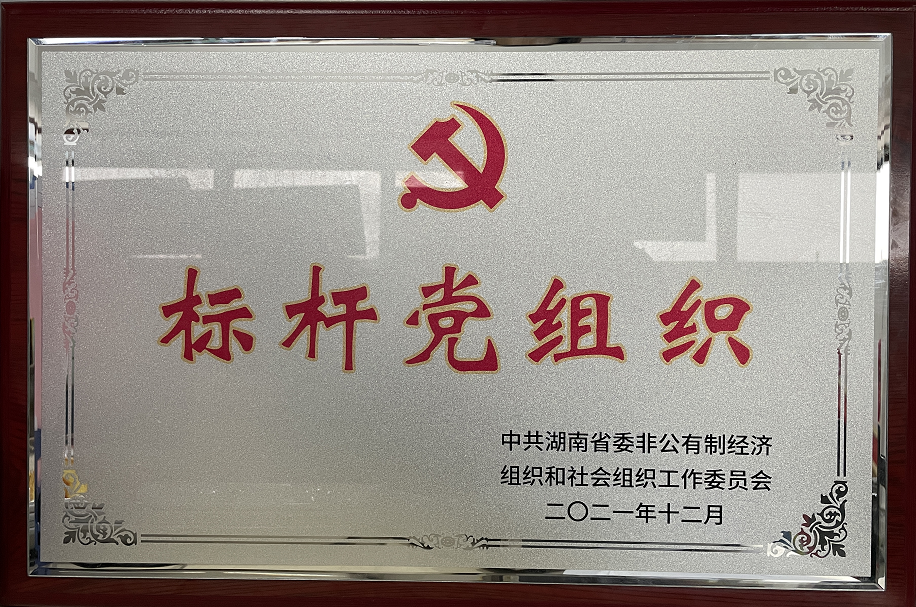 标杆党组织
中共湖南省委非公有制经济
组织和社会组织工作委员会
二〇二一年十二月